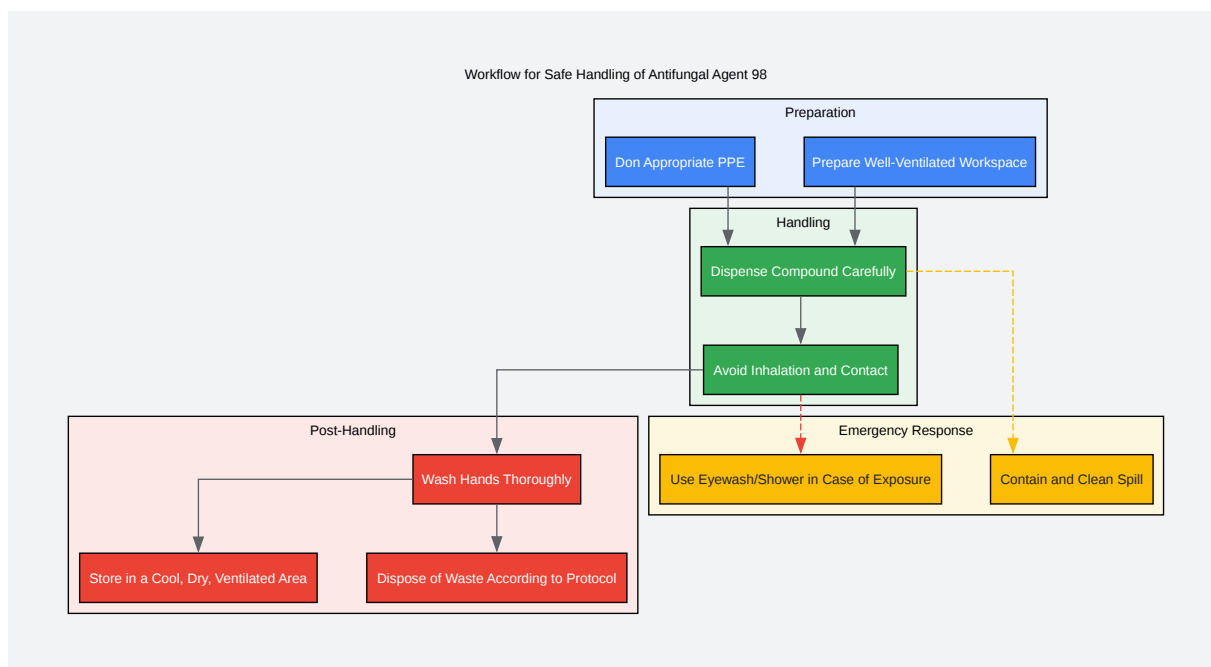 Workflow for Safe Handling of Antifungal Agent 98
Preparation
Don Appropriate PPE
Prepare Well-Ventilated Workspace
Handling
Dispense Compound Carefully
Avoid Inhalation and Contact
Post-Handling
Emergency Response
Wash Hands Thoroughly
Use Eyewash/Shower in Case of Exposure
Contain and Clean Spill
Store in a Cool, Dry, Ventilated Area
Dispose of Waste According to Protocol